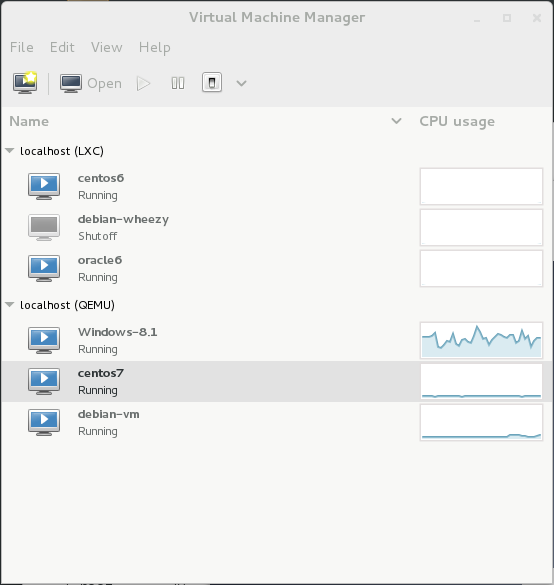 Virtual Machine Manager
File Edit View Help
Open
Name CPU usage
localhost (LXC)
centos6
Running
debian-wheezy
Shutoff
oracle6
Running
localhost (QEMU)
Windows-8.1
Running
centos7
Running
debian-vm
Running